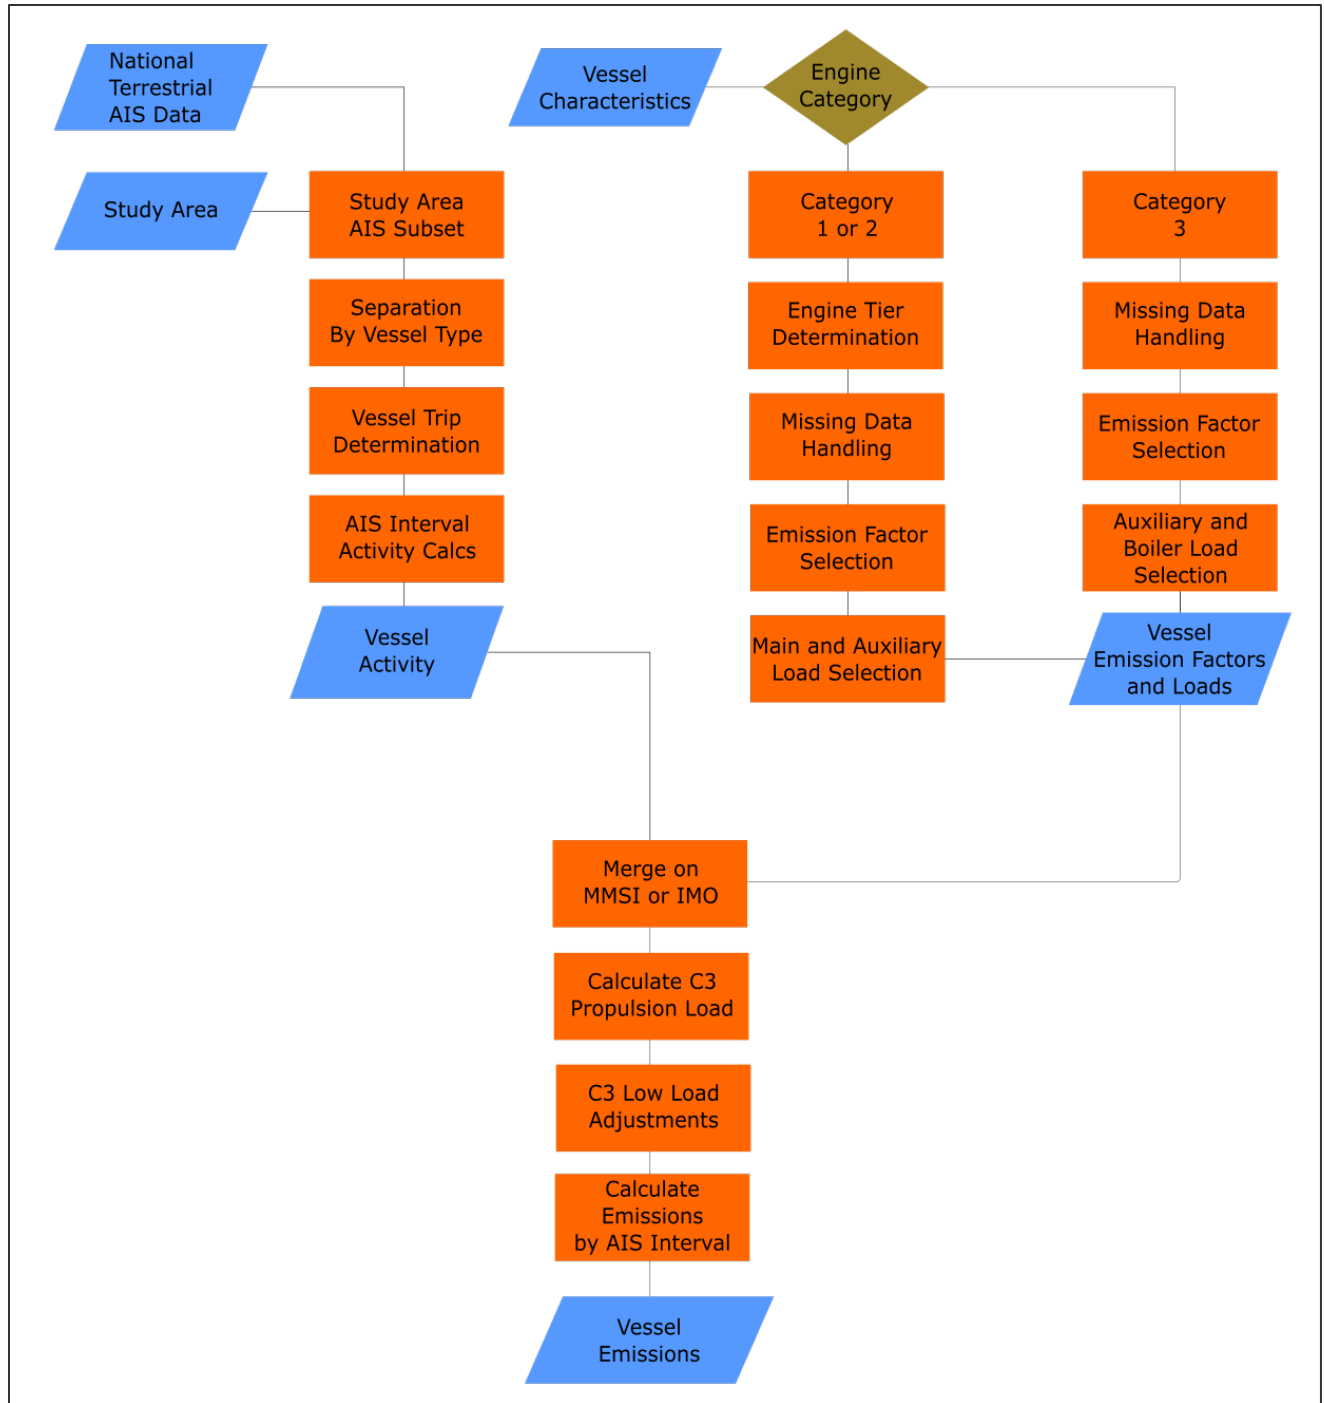 National
Terrestrial
AIS Data
Study Area
Study Area
AIS Subset
Separation
By Vessel Type
Vessel Trip
Determination
AIS Interval
Activity Calcs
Vessel
Activity
Vessel
Characteristics
Engine
Category
Category
1 or 2
Engine Tier
Determination
Missing Data
Handling
Emission Factor
Selection
Main and Auxiliary
Load Selection
Category
3
Missing Data
Handling
Emission Factor
Selection
Auxiliary and
Boiler Load
Selection
Vessel
Emission Factors
and Loads
Merge on
MMSI or IMO
Calculate C3
Propulsion Load
C3 Low Load
Adjustments
Calculate
Emissions
by AIS Interval
Vessel
Emissions